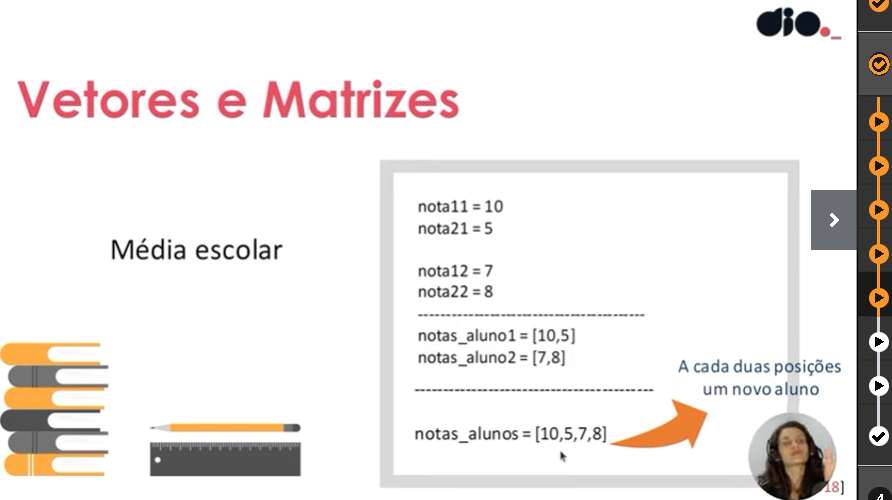 dio._
Vetores e Matrizes
Média escolar
nota11 = 10
nota21 = 5
nota12 = 7
nota22 = 8
------------------------------------------
notas_aluno1 = [10,5]
notas_aluno2 = [7,8]
--------------------------------------------
notas_alunos = [10,5,7,8]
A cada duas posições
um novo aluno
18]